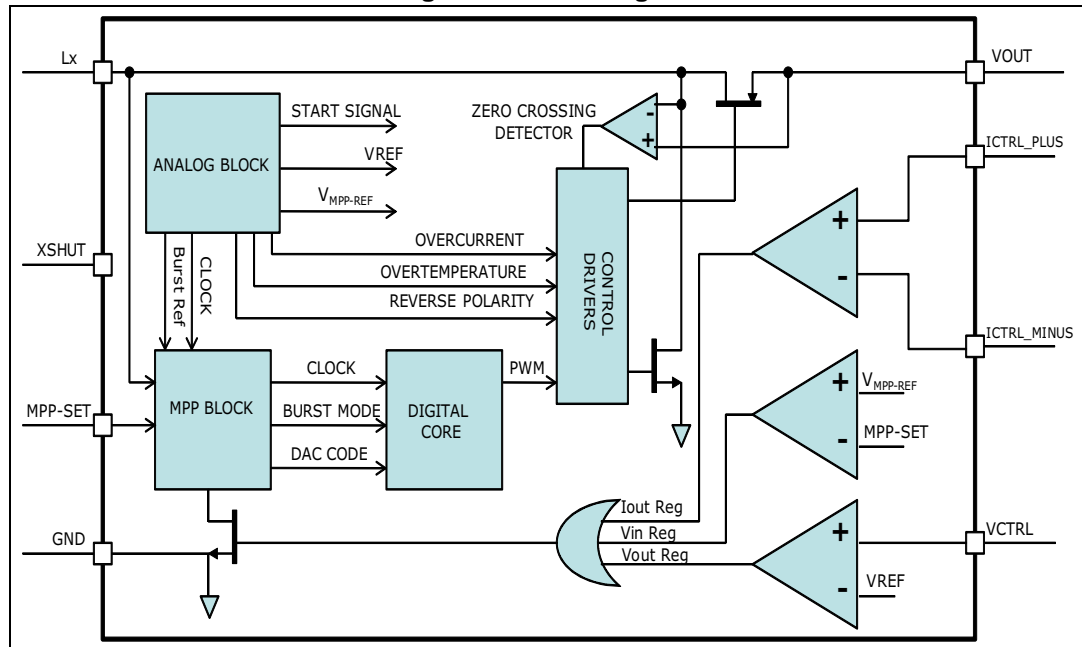 Lx
VOUT
START SIGNAL
ZERO CROSSING
DETECTOR
-
+
ANALOG BLOCK
VREF
ICTRL_PLUS
VMPP-REF
+
-
XSHUT
OVERCURRENT
OVERTEMPERATURE
REVERSE POLARITY
CONTROL
DRIVERS
Burst Ref
CLOCK
ICTRL_MINUS
MPP-SET
MPP BLOCK
CLOCK
BURST MODE
DAC CODE
DIGITAL
CORE
PWM
+
VMPP-REF
-
MPP-SET
Iout Reg
Vin Reg
Vout Reg
GND
+
VCTRL
-
VREF